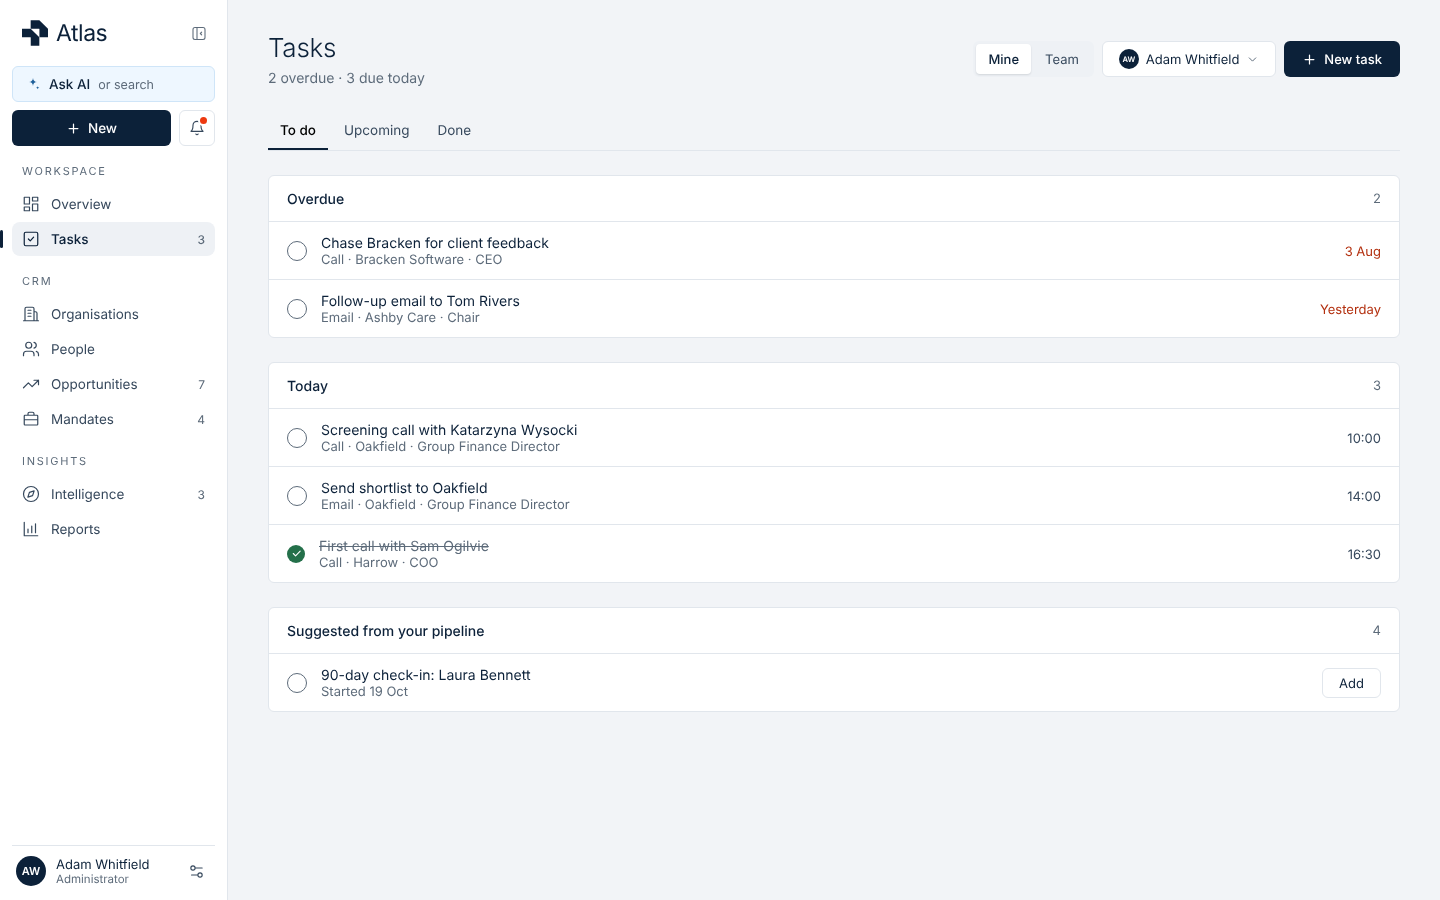 Atlas
Ask AI or search
New
WORKSPACE
Overview
Tasks 3
CRM
Organisations
People
Opportunities 7
Mandates 4
INSIGHTS
Intelligence 3
Reports
AW Adam Whitfield
Administrator
Tasks
2 overdue · 3 due today
Mine Team AW Adam Whitfield New task
To do Upcoming Done
Overdue 2
Chase Bracken for client feedback
Call · Bracken Software · CEO
3 Aug
Follow-up email to Tom Rivers
Email · Ashby Care · Chair
Yesterday
Today 3
Screening call with Katarzyna Wysocki
Call · Oakfield · Group Finance Director
10:00
Send shortlist to Oakfield
Email · Oakfield · Group Finance Director
14:00
First call with Sam Ogilvie
Call · Harrow · COO
16:30
Suggested from your pipeline 4
90-day check-in: Laura Bennett
Started 19 Oct
Add